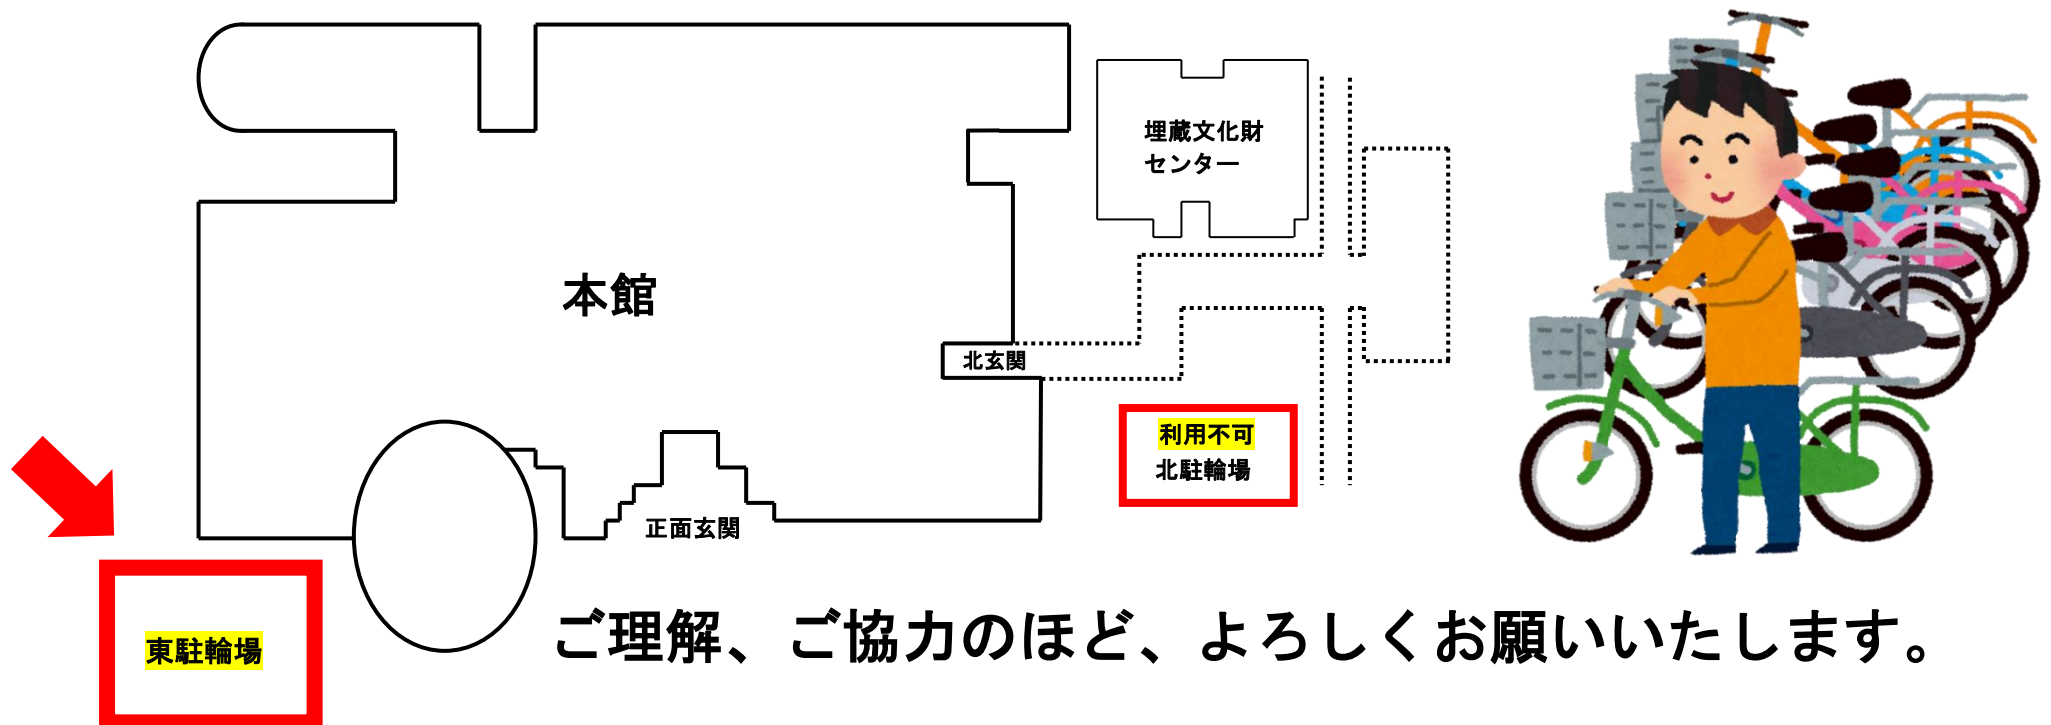 埋蔵文化財
センター
本館
北玄関
利用不可
北駐輪場
正面玄関
東駐輪場
ご理解、ご協力のほど、よろしくお願いいたします。